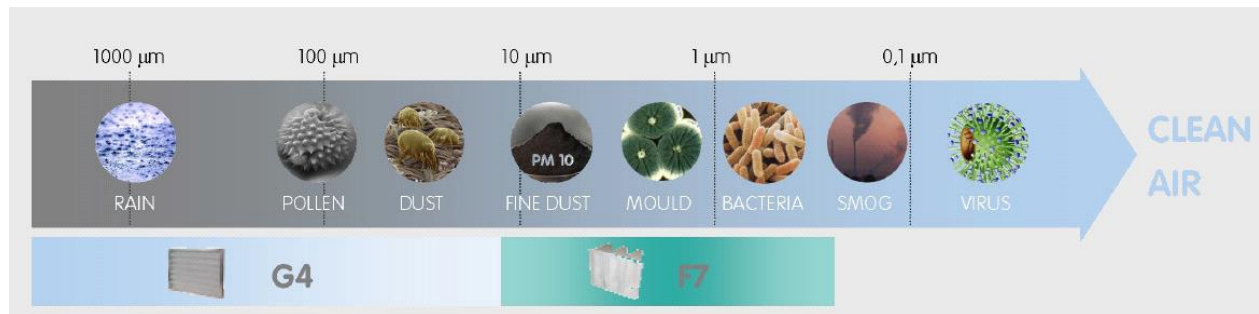 1000 µm 100 µm 10 µm 1 µm 0,1 µm
PM 10
RAIN POLLEN DUST FINE DUST MOULD BACTERIA SMOG VIRUS
CLEAN
AIR
G4 F7